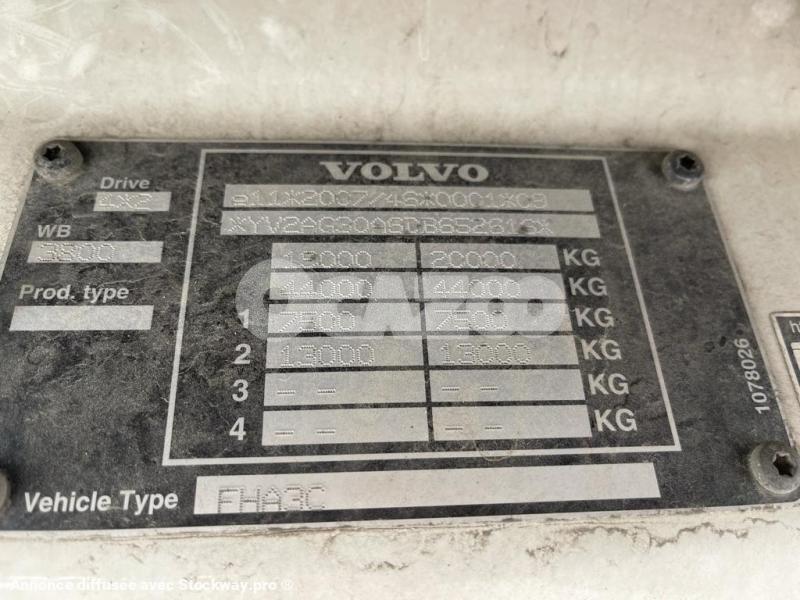 VOLVO
Drive
4X2
e11*2007/46*0001*03
WB
3800
19000 20000 KG
Prod. type
44000 44000 KG
1 7500 7500 KG
2 13000 13000 KG
3 -- -- KG
4 -- -- KG
1078026
Vehicle Type FHA3C
Annonce diffusée avec Stockway.pro ®